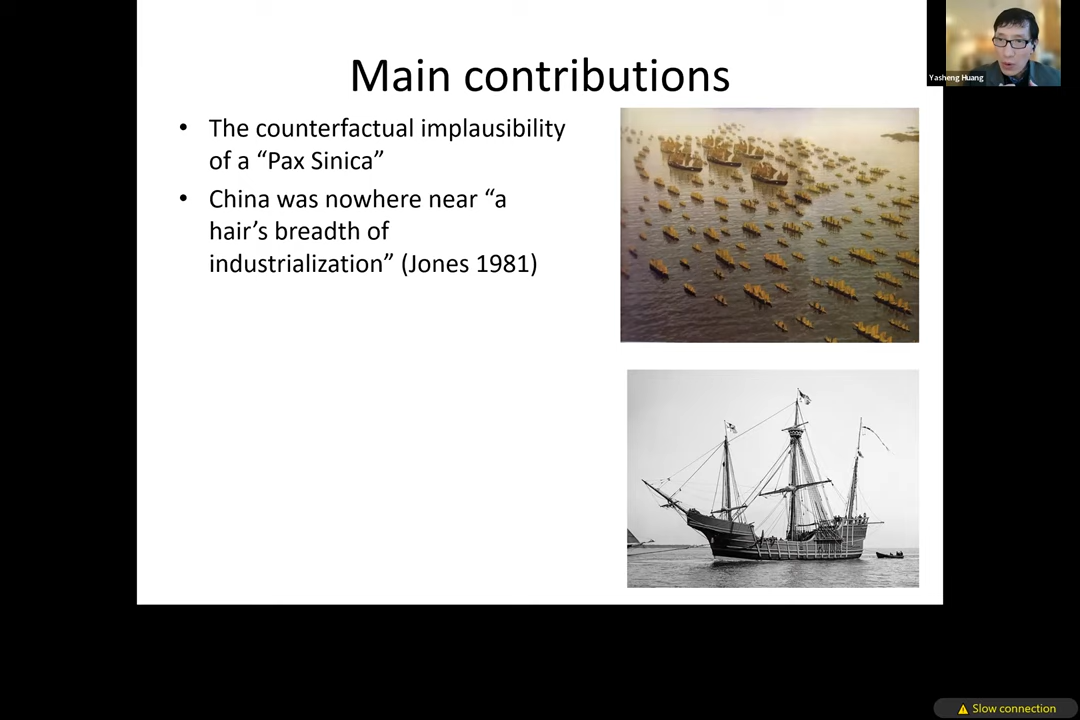 Main contributions
• The counterfactual implausibility
of a “Pax Sinica”
• China was nowhere near “a
hair’s breadth of
industrialization” (Jones 1981)
Yasheng Huang
Slow connection